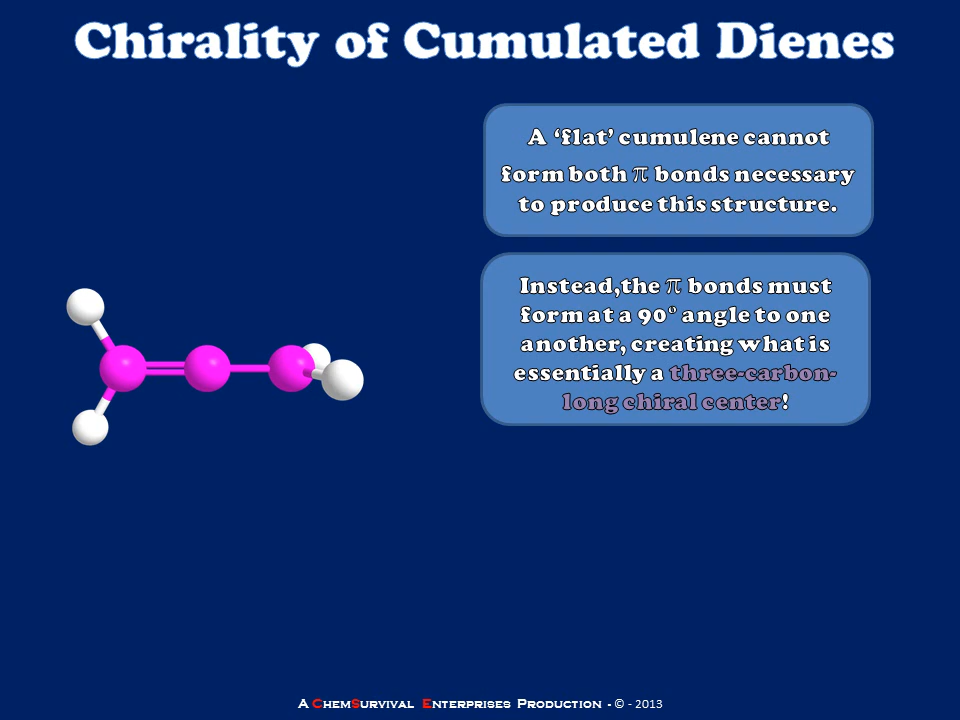 Chirality of Cumulated Dienes
A ‘flat’ cumulene cannot
form both π bonds necessary
to produce this structure.
Instead,the π bonds must
form at a 90° angle to one
another, creating what is
essentially a three-carbon-
long chiral center!
A ChemSurvival Enterprises Production - © - 2013